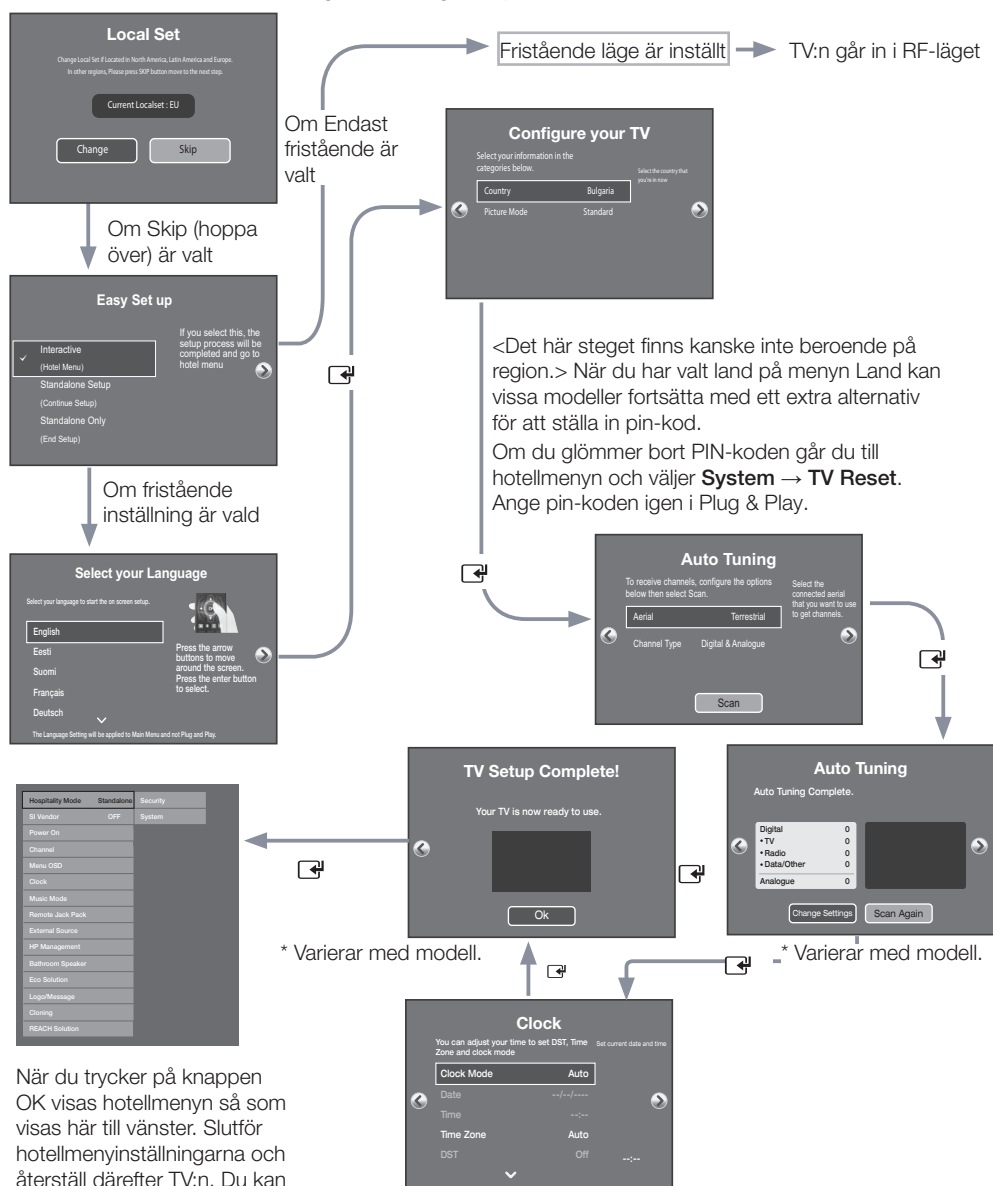 Local Set
Change Local Set if Located in North America, Latin America and Europe.
In other regions, Please press SKIP button move to the next step.
Current Localset : EU
Change
Skip
Fristående läge är inställt
TV:n går in i RF-läget
Om Endast
fristående är
valt
Om Skip (hoppa
över) är valt
Configure your TV
Select your information in the
categories below.
Select the country that
you're in now
Country Bulgaria
Picture Mode Standard
Easy Set up
Interactive
(Hotel Menu)
Standalone Setup
(Continue Setup)
Standalone Only
(End Setup)
If you select this, the
setup process will be
completed and go to
hotel menu
<Det här steget finns kanske inte beroende på
region.> När du har valt land på menyn Land kan
vissa modeller fortsätta med ett extra alternativ
för att ställa in pin-kod.
Om du glömmer bort PIN-koden går du till
hotellmenyn och väljer System → TV Reset.
Ange pin-koden igen i Plug & Play.
Om fristående
inställning är vald
Select your Language
Select your language to start the on screen setup.
English
Eesti
Suomi
Français
Deutsch
Press the arrow
buttons to move
around the screen.
Press the enter button
to select.
The Language Setting will be applied to Main Menu and not Plug and Play.
Auto Tuning
To receive channels, configure the options
below then select Scan.
Select the
connected aerial
that you want to use
to get channels.
Aerial Terrestrial
Channel Type Digital & Analogue
Scan
Auto Tuning
Auto Tuning Complete.
Digital 0
• TV 0
• Radio 0
• Data/Other 0
Analogue 0
Change Settings
Scan Again
* Varierar med modell.
TV Setup Complete!
Your TV is now ready to use.
Ok
* Varierar med modell.
Clock
You can adjust your time to set DST, Time
Zone and clock mode
Set current date and time
Clock Mode Auto
Date --/--/----
Time --:--
Time Zone Auto
DST Off
--:--
Hospitality Mode Standalone Security
SI Vendor OFF System
Power On
Channel
Menu OSD
Clock
Music Mode
Remote Jack Pack
External Source
HP Management
Bathroom Speaker
Eco Solution
Logo/Message
Cloning
REACH Solution
När du trycker på knappen
OK visas hotellmenyn så som
visas här till vänster. Slutför
hotellmenyinställningarna och
återställ därefter TV:n. Du kan